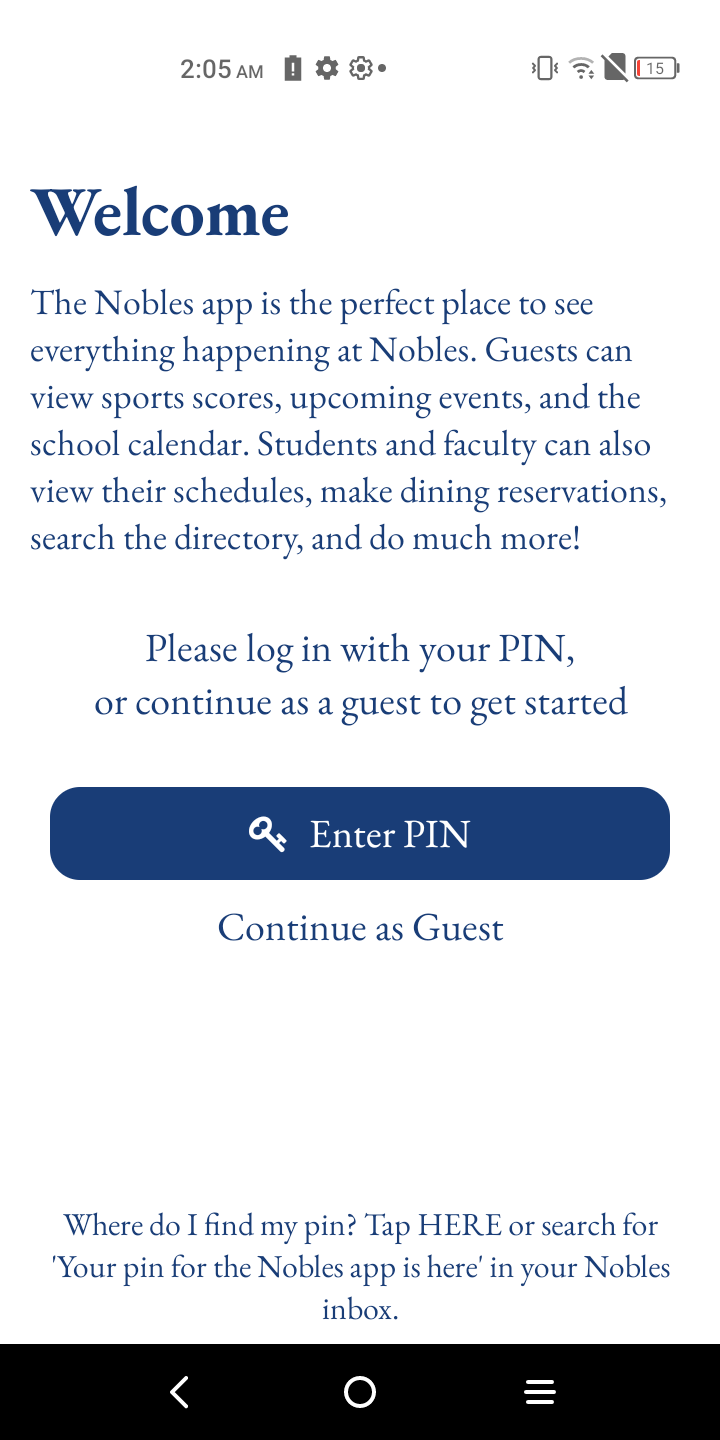 2:05 AM
15
Welcome
The Nobles app is the perfect place to see
everything happening at Nobles. Guests can
view sports scores, upcoming events, and the
school calendar. Students and faculty can also
view their schedules, make dining reservations,
search the directory, and do much more!
Please log in with your PIN,
or continue as a guest to get started
Enter PIN
Continue as Guest
Where do I find my pin? Tap HERE or search for
'Your pin for the Nobles app is here' in your Nobles
inbox.